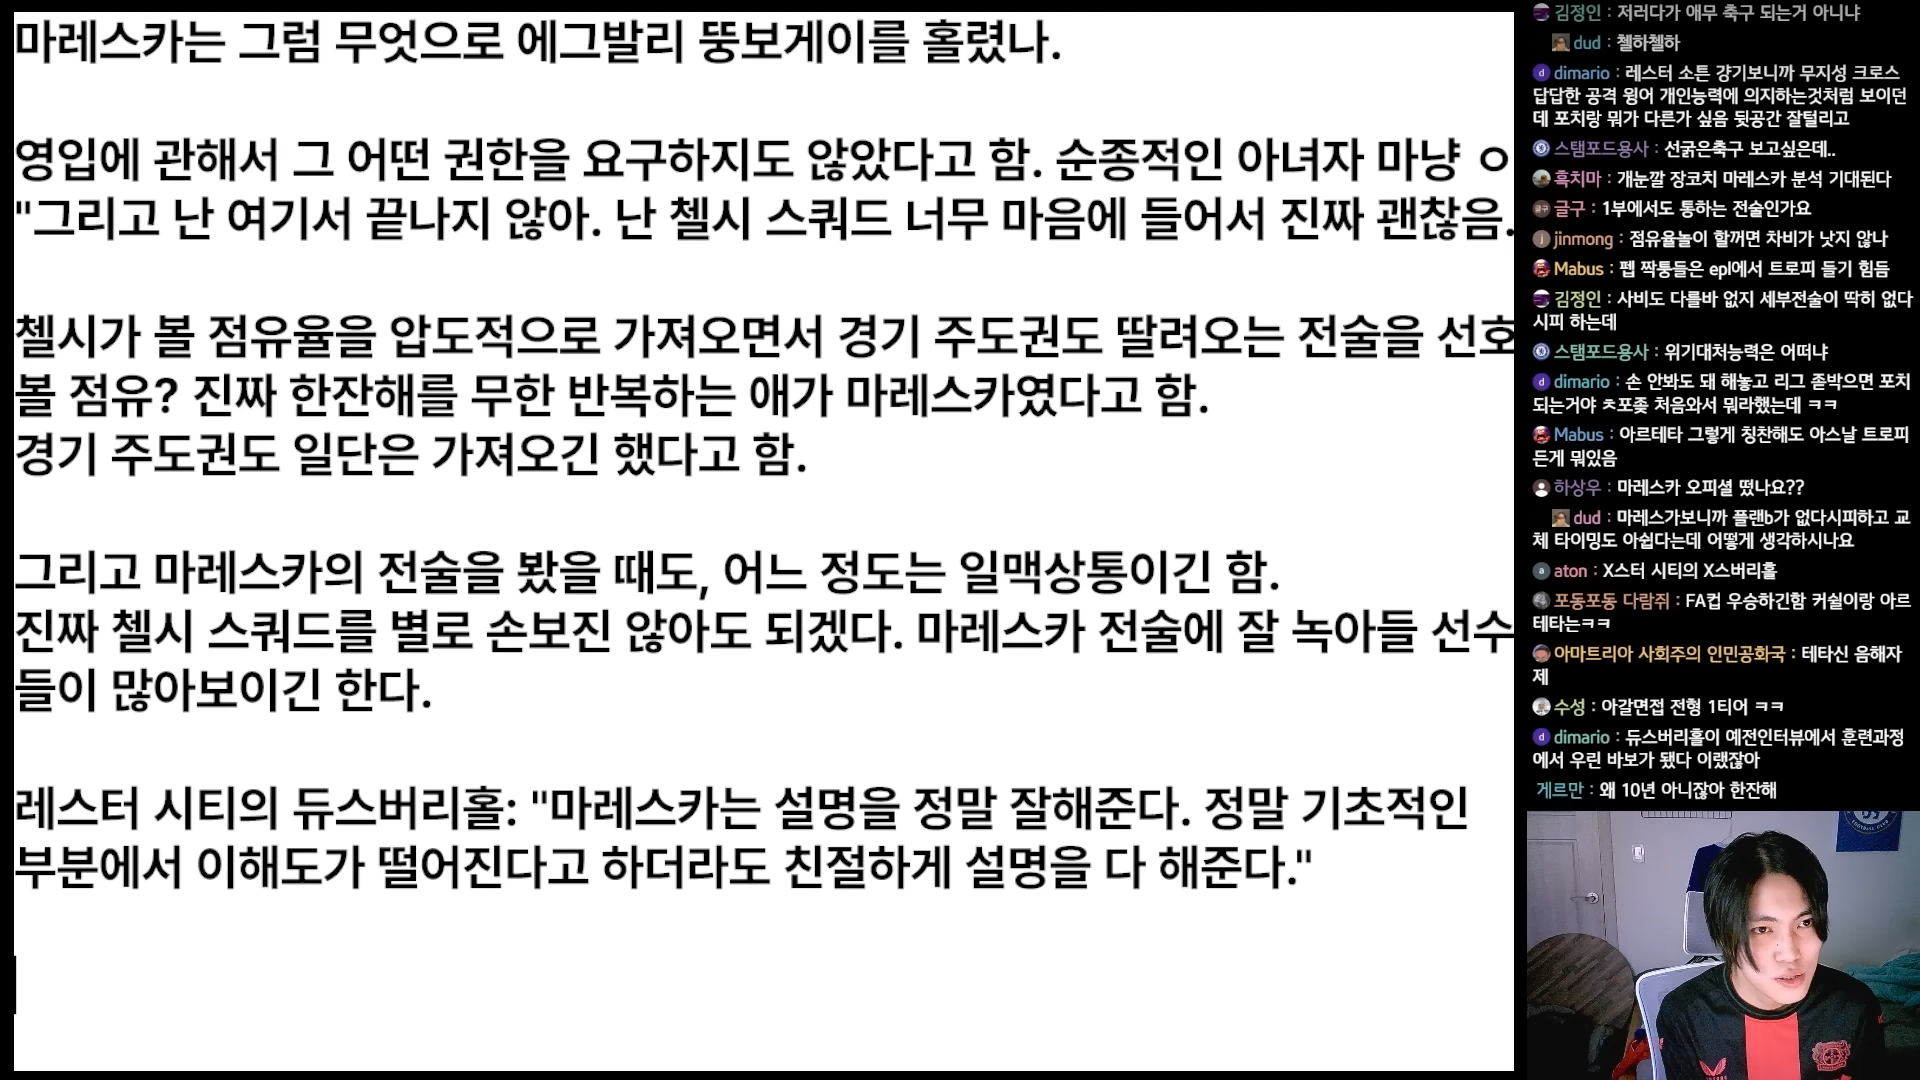 마레스카는 그럼 무엇으로 에그발리 뚱보게이를 홀렸나.
영입에 관해서 그 어떤 권한을 요구하지도 않았다고 함. 순종적인 아녀자 마냥 ㅇ
"그리고 난 여기서 끝나지 않아. 난 첼시 스쿼드 너무 마음에 들어서 진짜 괜찮음.
첼시가 볼 점유율을 압도적으로 가져오면서 경기 주도권도 딸려오는 전술을 선호
볼 점유? 진짜 한잔해를 무한 반복하는 애가 마레스카였다고 함.
경기 주도권도 일단은 가져오긴 했다고 함.
그리고 마레스카의 전술을 봤을 때도, 어느 정도는 일맥상통이긴 함.
진짜 첼시 스쿼드를 별로 손보진 않아도 되겠다. 마레스카 전술에 잘 녹아들 선수
들이 많아보이긴 한다.
레스터 시티의 듀스버리홀: "마레스카는 설명을 정말 잘해준다. 정말 기초적인
부분에서 이해도가 떨어진다고 하더라도 친절하게 설명을 다 해준다."
김정인 : 저러다가 애무 축구 되는거 아니냐
dud : 첼하첼하
dimario : 레스터 소튼 걍기보니까 무지성 크로스
답답한 공격 윙어 개인능력에 의지하는것처럼 보이던
데 포치랑 뭐가 다른가 싶음 뒷공간 잘털리고
스탬포드용사 : 선굵은축구 보고싶은데..
흑치마 : 개눈깔 장코치 마레스카 분석 기대된다
글구 : 1부에서도 통하는 전술인가요
jinmong : 점유율놀이 할꺼면 차비가 낫지 않나
Mabus : 펩 짝퉁들은 epl에서 트로피 들기 힘듬
김정인 : 사비도 다를바 없지 세부전술이 딱히 없다
시피 하는데
스탬포드용사 : 위기대처능력은 어떠냐
dimario : 손 안봐도 돼 해놓고 리그 좆박으면 포치
되는거야 ㅊ포좆 처음와서 뭐라했는데 ㅋㅋ
Mabus : 아르테타 그렇게 칭찬해도 아스날 트로피
든게 뭐있음
하상우 : 마레스카 오피셜 떴나요??
dud : 마레스가보니까 플랜b가 없다시피하고 교
체 타이밍도 아쉽다는데 어떻게 생각하시나요
aton : X스터 시티의 X스버리홀
포동포동 다람쥐 : FA컵 우승하긴함 커쉴이랑 아르
테타는ㅋㅋ
아마트리아 사회주의 인민공화국 : 테타신 음해자
제
수성 : 아갈면접 전형 1티어 ㅋㅋ
dimario : 듀스버리홀이 예전인터뷰에서 훈련과정
에서 우린 바보가 됐다 이랬잖아
게르만 : 왜 10년 아니잖아 한잔해